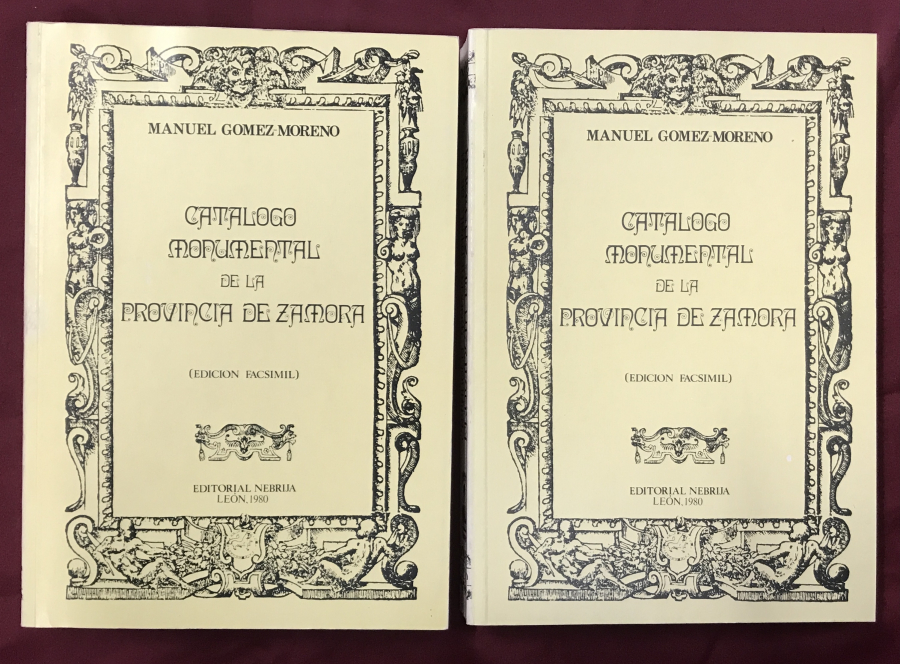 MANUEL GOMEZ-MORENO
CATALOGO
MONUMENTAL
DE LA
PROVINCIA DE ZAMORA
(EDICION FACSIMIL)
EDITORIAL NEBRIJA
LEÓN, 1980
MANUEL GOMEZ-MORENO
CATALOGO
MONUMENTAL
DE LA
PROVINCIA DE ZAMORA
(EDICION FACSIMIL)
EDITORIAL NEBRIJA
LEÓN, 1980